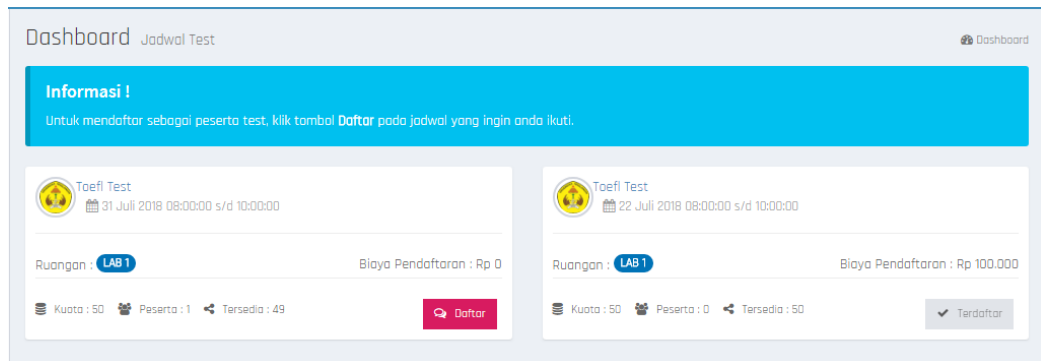 Dashboard Jadwal Test
Dashboard
Informasi !
Untuk mendaftar sebagai peserta test, klik tombol Daftar pada jadwal yang ingin anda ikuti.
Toefl Test
31 Juli 2018 08:00:00 s/d 10:00:00
Ruangan : LAB 1
Biaya Pendaftaran : Rp 0
Kuota : 50 Peserta : 1 Tersedia : 49
Daftar
Toefl Test
22 Juli 2018 08:00:00 s/d 10:00:00
Ruangan : LAB 1
Biaya Pendaftaran : Rp 100.000
Kuota : 50 Peserta : 0 Tersedia : 50
Terdaftar